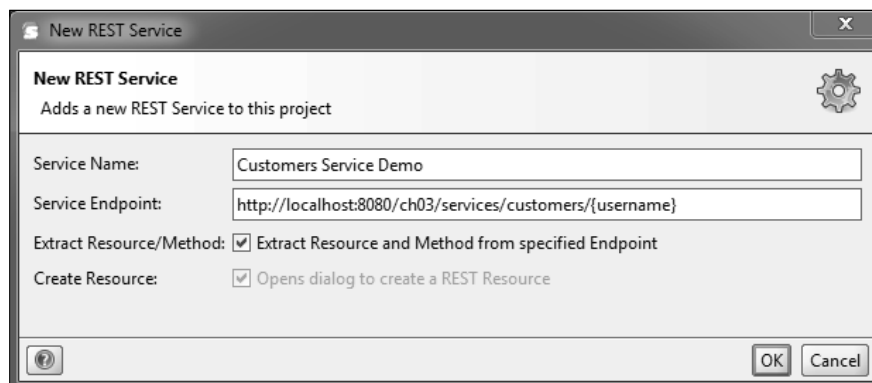 New REST Service
x
New REST Service
Adds a new REST Service to this project
Service Name: Customers Service Demo
Service Endpoint: http://localhost:8080/ch03/services/customers/{username}
Extract Resource/Method: Extract Resource and Method from specified Endpoint
Create Resource: Opens dialog to create a REST Resource
?
OK Cancel